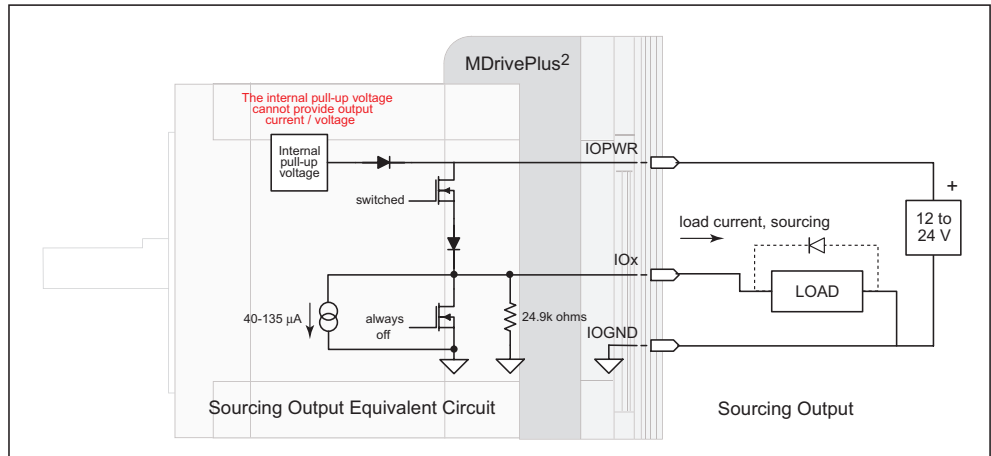 MDrivePlus²
The internal pull-up voltage
cannot provide output
current / voltage
Internal
pull-up
voltage
IOPWR
switched
+
12 to
24 V
load current, sourcing
IOx
LOAD
40-135 μA
always
off
24.9k ohms
IOGND
Sourcing Output Equivalent Circuit
Sourcing Output